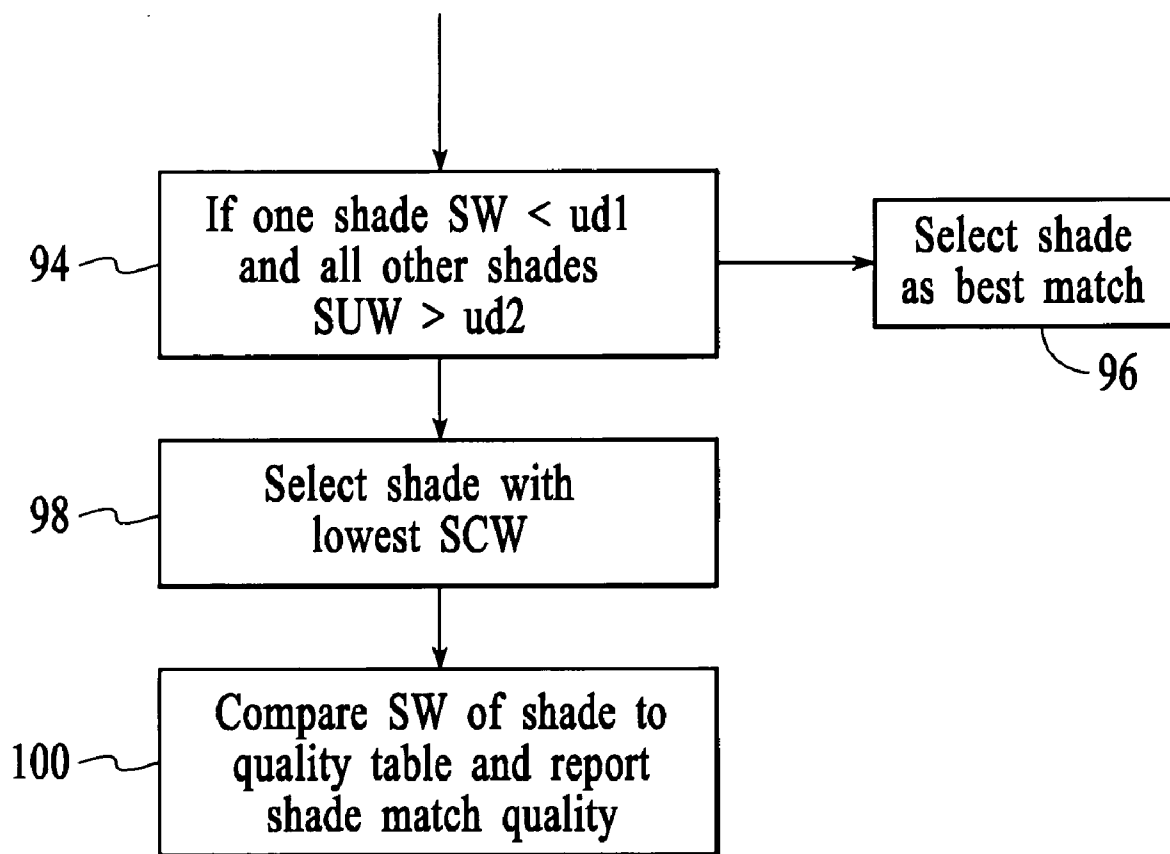 94
If one shade SW < ud1
and all other shades
SUW > ud2
Select shade
as best match
96
98
Select shade with
lowest SCW
100
Compare SW of shade to
quality table and report
shade match quality